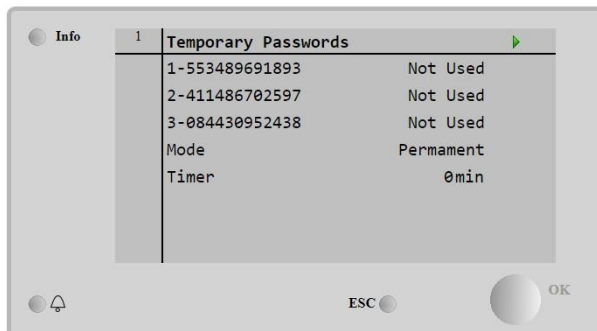 Info
1 Temporary Passwords
1-553489691893 Not Used
2-411486702597 Not Used
3-084430952438 Not Used
Mode Permament
Timer 0min
ESC
OK